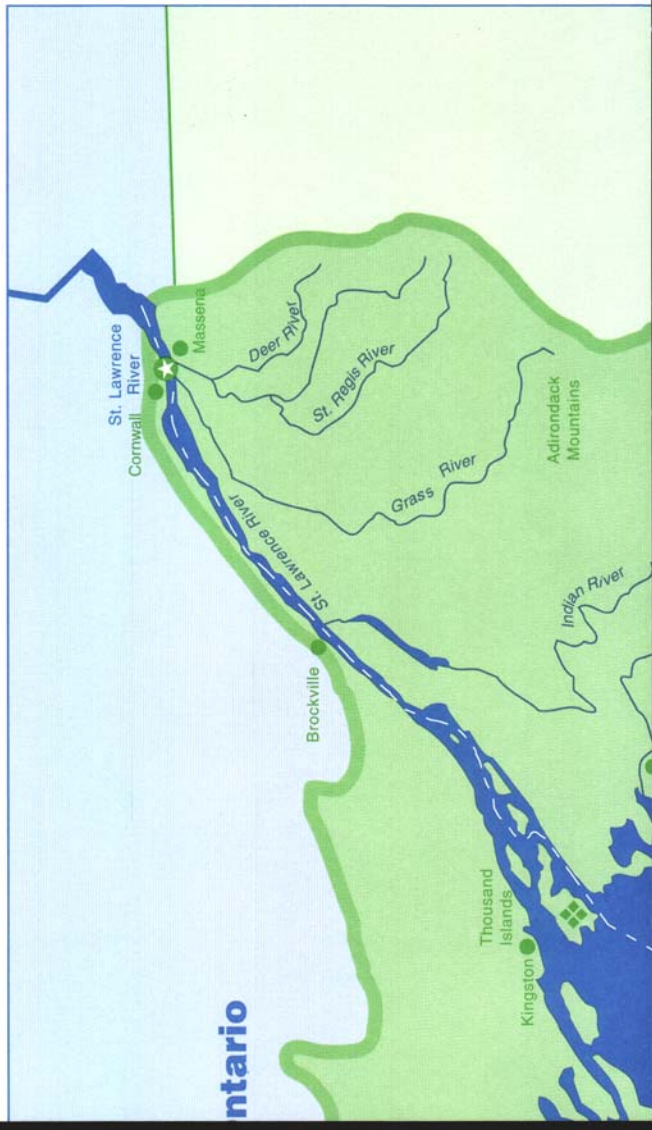 ntario
St. Lawrence
River
Cornwall
Massena
Deer River
St. Regis River
Grass River
St. Lawrence River
Adirondack
Mountains
Indian River
Brockville
Thousand
Islands
Kingston